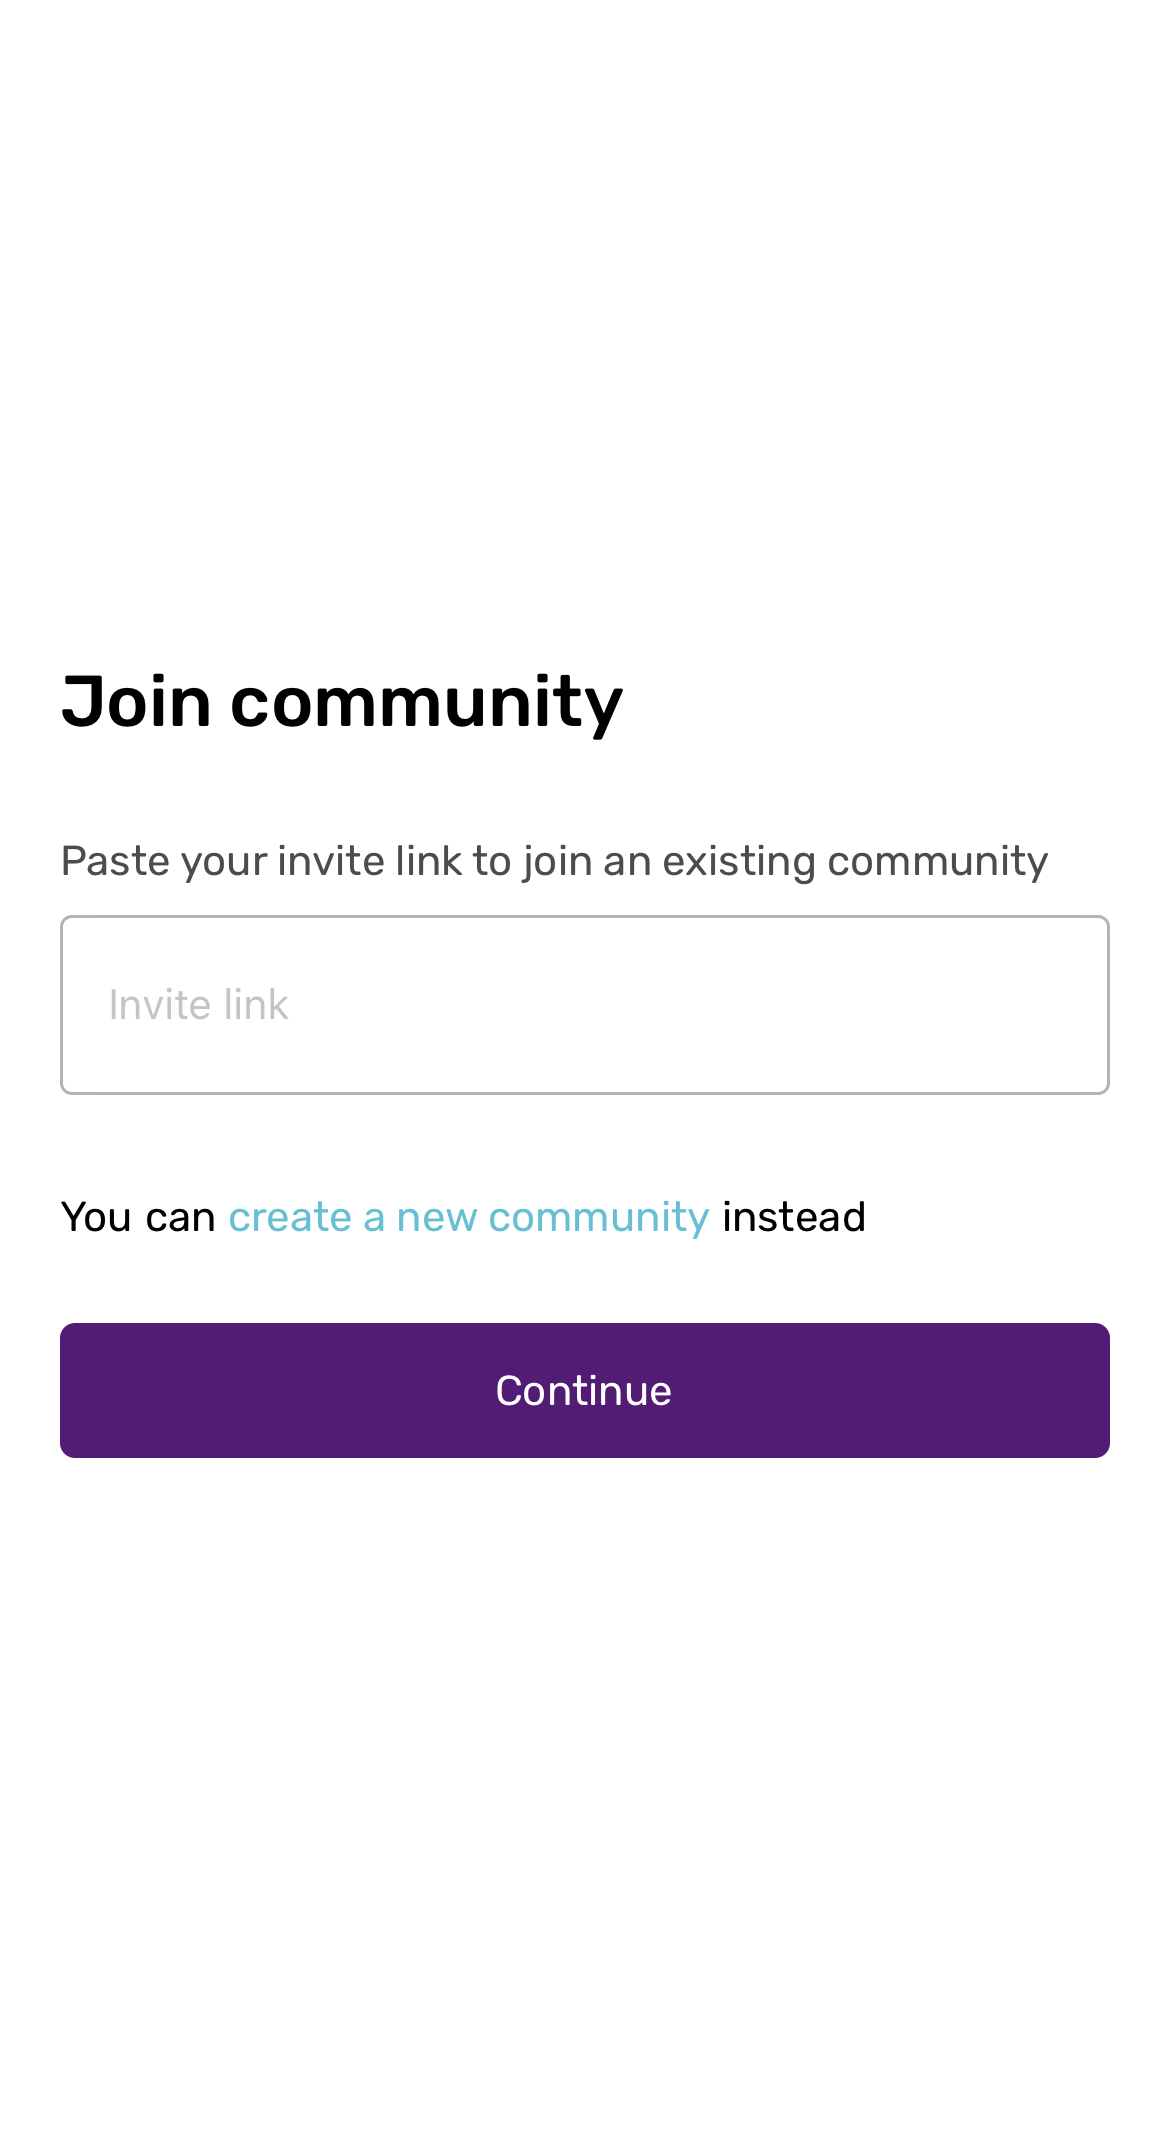 Join community
Paste your invite link to join an existing community
Invite link
You can create a new community instead
Continue